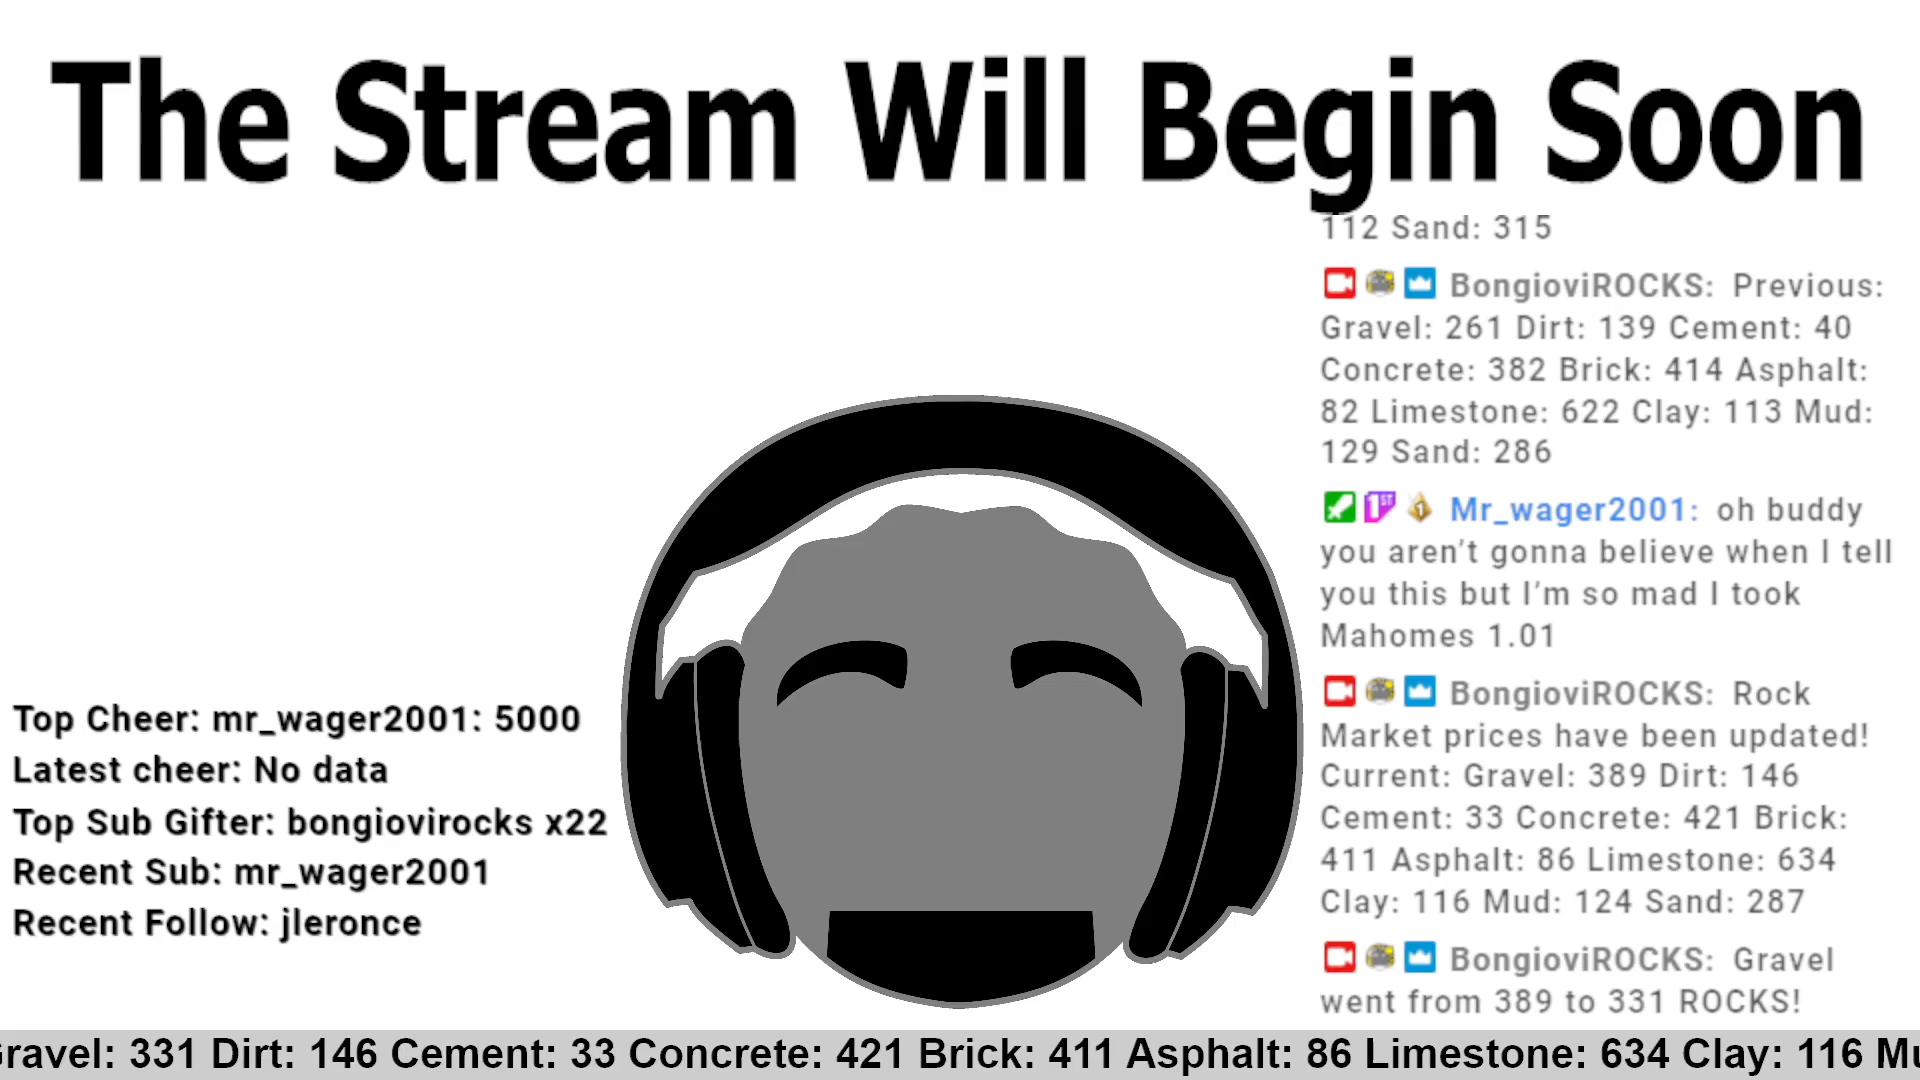 The Stream Will Begin Soon
112 Sand: 315
BongioviROCKS: Previous:
Gravel: 261 Dirt: 139 Cement: 40
Concrete: 382 Brick: 414 Asphalt:
82 Limestone: 622 Clay: 113 Mud:
129 Sand: 286
1ST 1 Mr_wager2001: oh buddy
you aren't gonna believe when I tell
you this but I'm so mad I took
Mahomes 1.01
BongioviROCKS: Rock
Market prices have been updated!
Current: Gravel: 389 Dirt: 146
Cement: 33 Concrete: 421 Brick:
411 Asphalt: 86 Limestone: 634
Clay: 116 Mud: 124 Sand: 287
BongioviROCKS: Gravel
went from 389 to 331 ROCKS!
Top Cheer: mr_wager2001: 5000
Latest cheer: No data
Top Sub Gifter: bongiovirocks x22
Recent Sub: mr_wager2001
Recent Follow: jleronce
ravel: 331 Dirt: 146 Cement: 33 Concrete: 421 Brick: 411 Asphalt: 86 Limestone: 634 Clay: 116 Mu